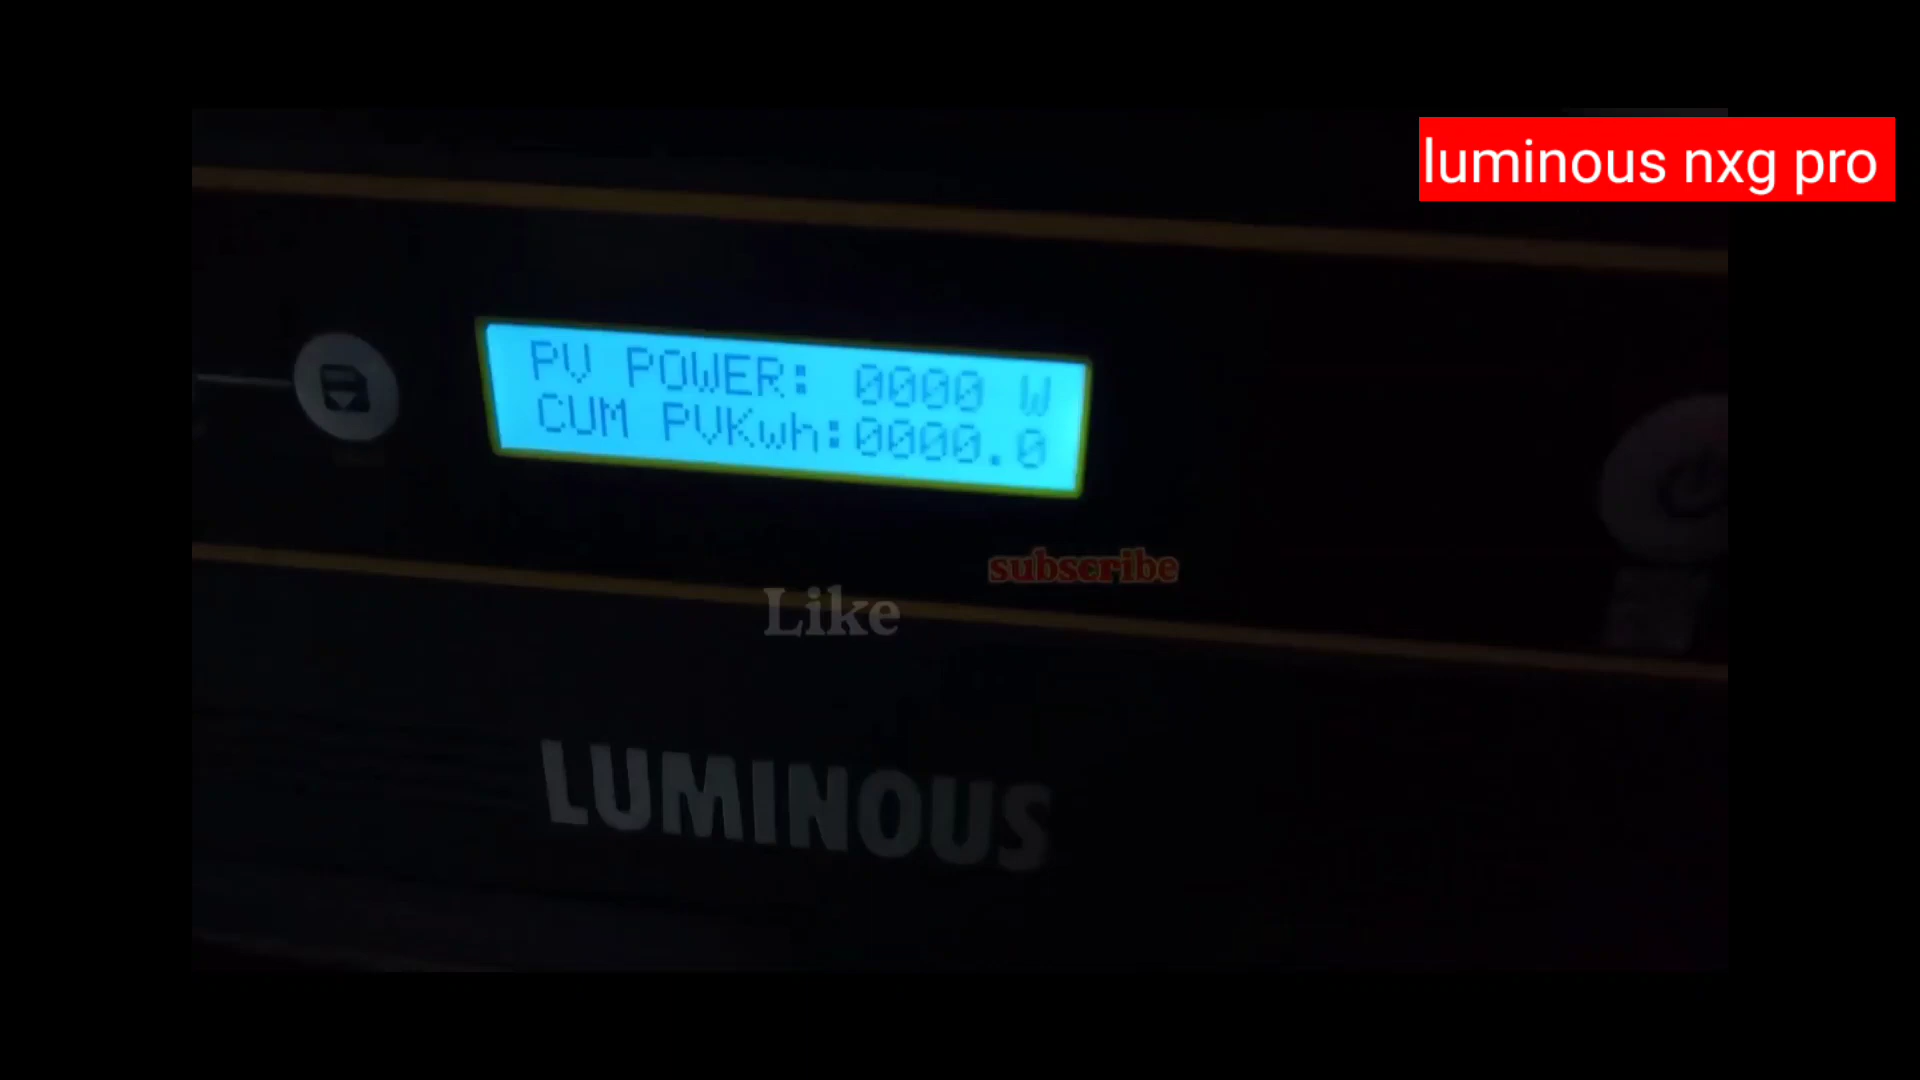 luminous nxg pro
PV POWER: 0000 W
CUM PVKwh:0000.0
subscribe
Like
LUMINOUS